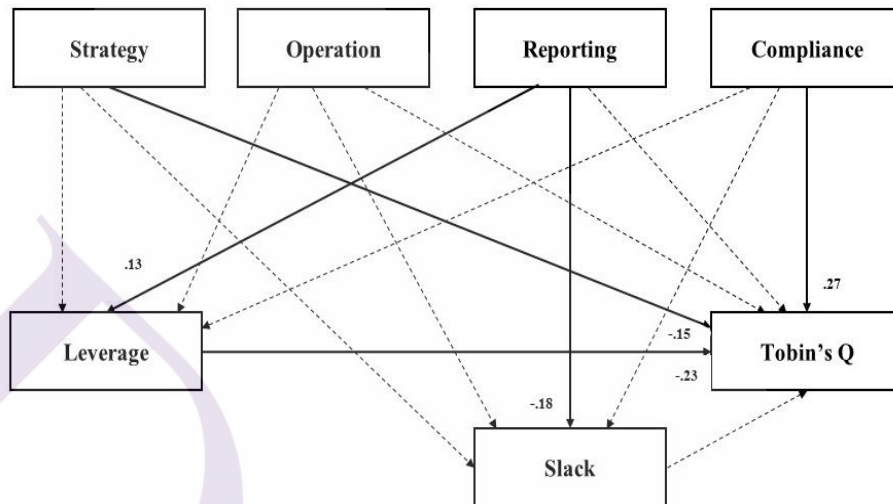 Strategy
Operation
Reporting
Compliance
.13
.27
-.15
Leverage
Tobin's Q
-.23
-.18
Slack